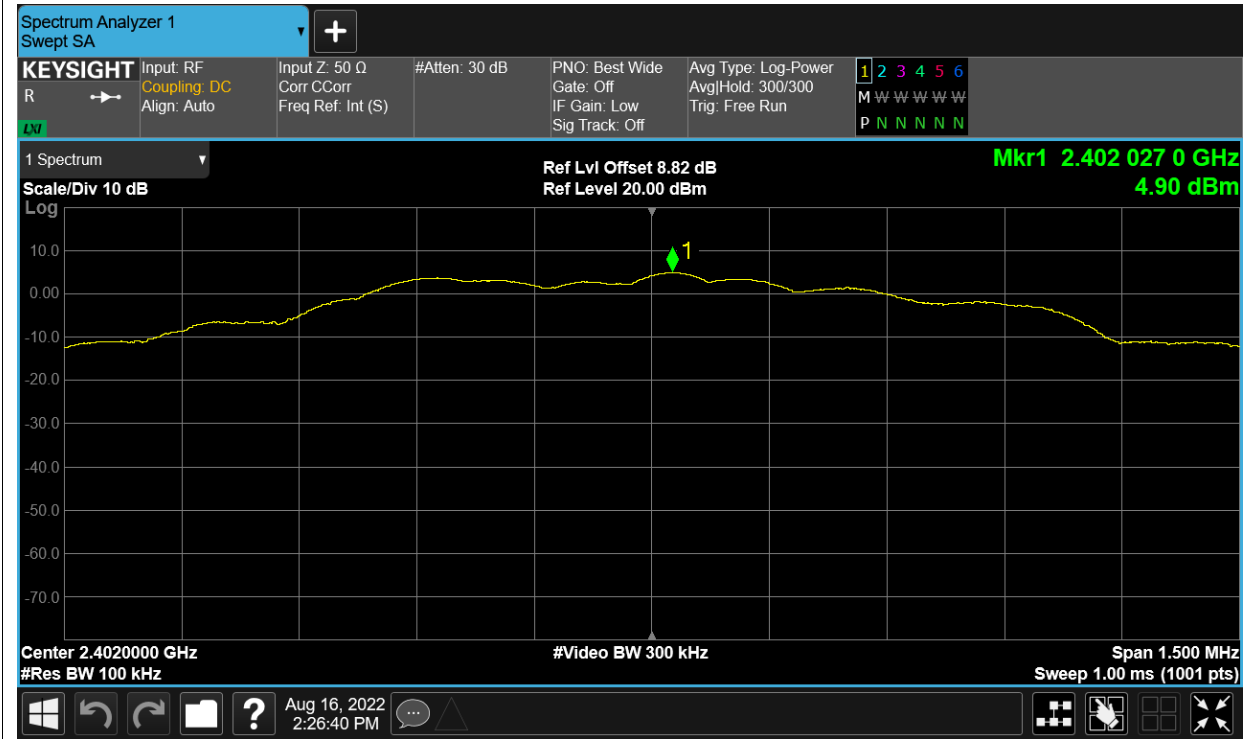 Spectrum Analyzer 1
Swept SA
KEYSIGHT
R
LXI
Input: RF
Coupling: DC
Align: Auto
Input Z: 50 Ω
Corr CCorr
Freq Ref: Int (S)
#Atten: 30 dB
PNO: Best Wide
Gate: Off
IF Gain: Low
Sig Track: Off
Avg Type: Log-Power
Avg|Hold: 300/300
Trig: Free Run
1 2 3 4 5 6
M W W W W W
P N N N N N
1 Spectrum
Scale/Div 10 dB
Ref Lvl Offset 8.82 dB
Ref Level 20.00 dBm
Mkr1 2.402 027 0 GHz
4.90 dBm
Log
1
10.0
0.00
-10.0
-20.0
-30.0
-40.0
-50.0
-60.0
-70.0
Center 2.4020000 GHz
#Video BW 300 kHz
Span 1.500 MHz
#Res BW 100 kHz
Sweep 1.00 ms (1001 pts)
?
Aug 16, 2022
2:26:40 PM